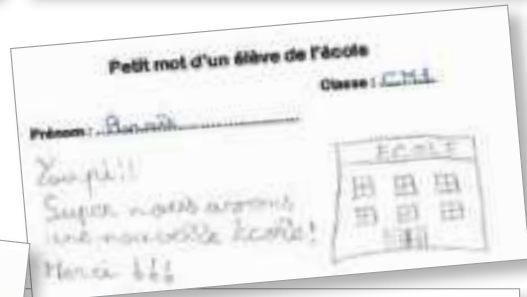 Petit mot d'un élève de l'école
Classe : CM1
Prénom :
Youpi!!
Super nous avons
une nouvelle école!
Merci !!!
ECOLE